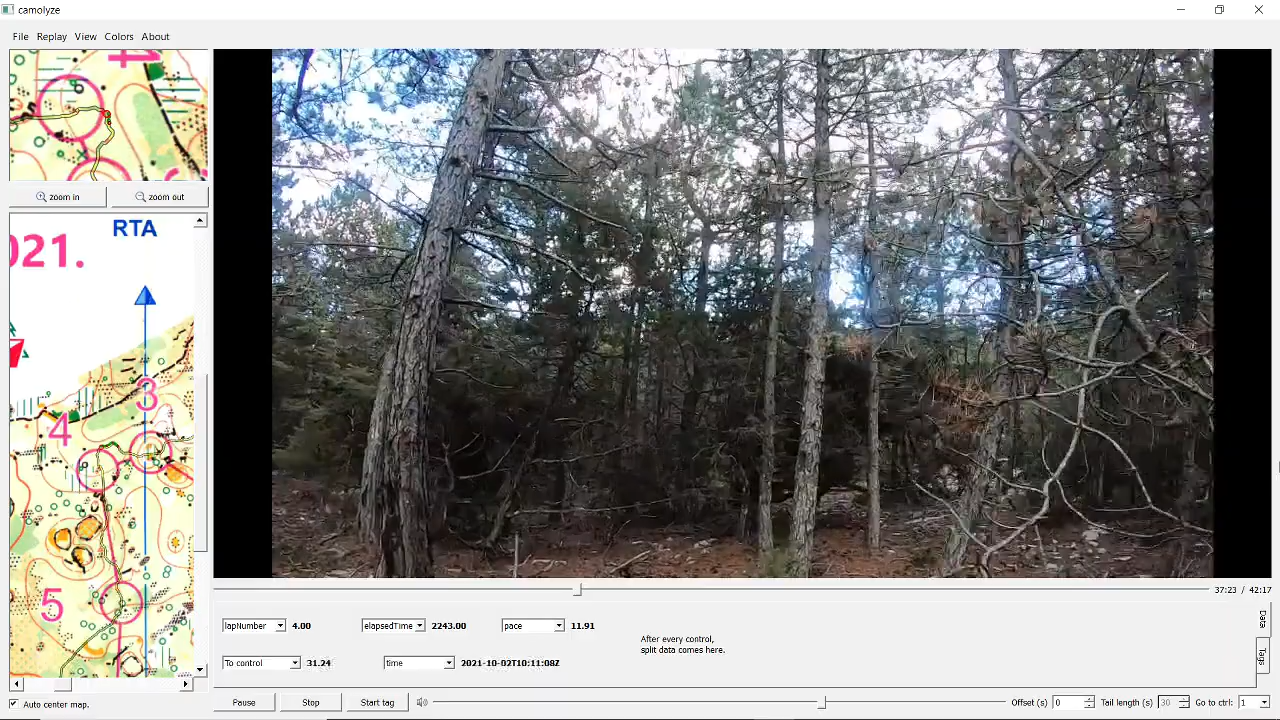 camolyze
File Replay View Colors About
zoom in zoom out
021.
RTA
3
4
5
37:23 / 42:17
lapNumber 4.00 elapsedTime 2243.00 pace 11.91
After every control,
split data comes here.
To control 31.24 time 2021-10-02T10:11:08Z
Data
Tags
Auto center map.
Pause Stop Start tag Offset (s) 0 Tail length (s) 30 Go to ctrl: 1